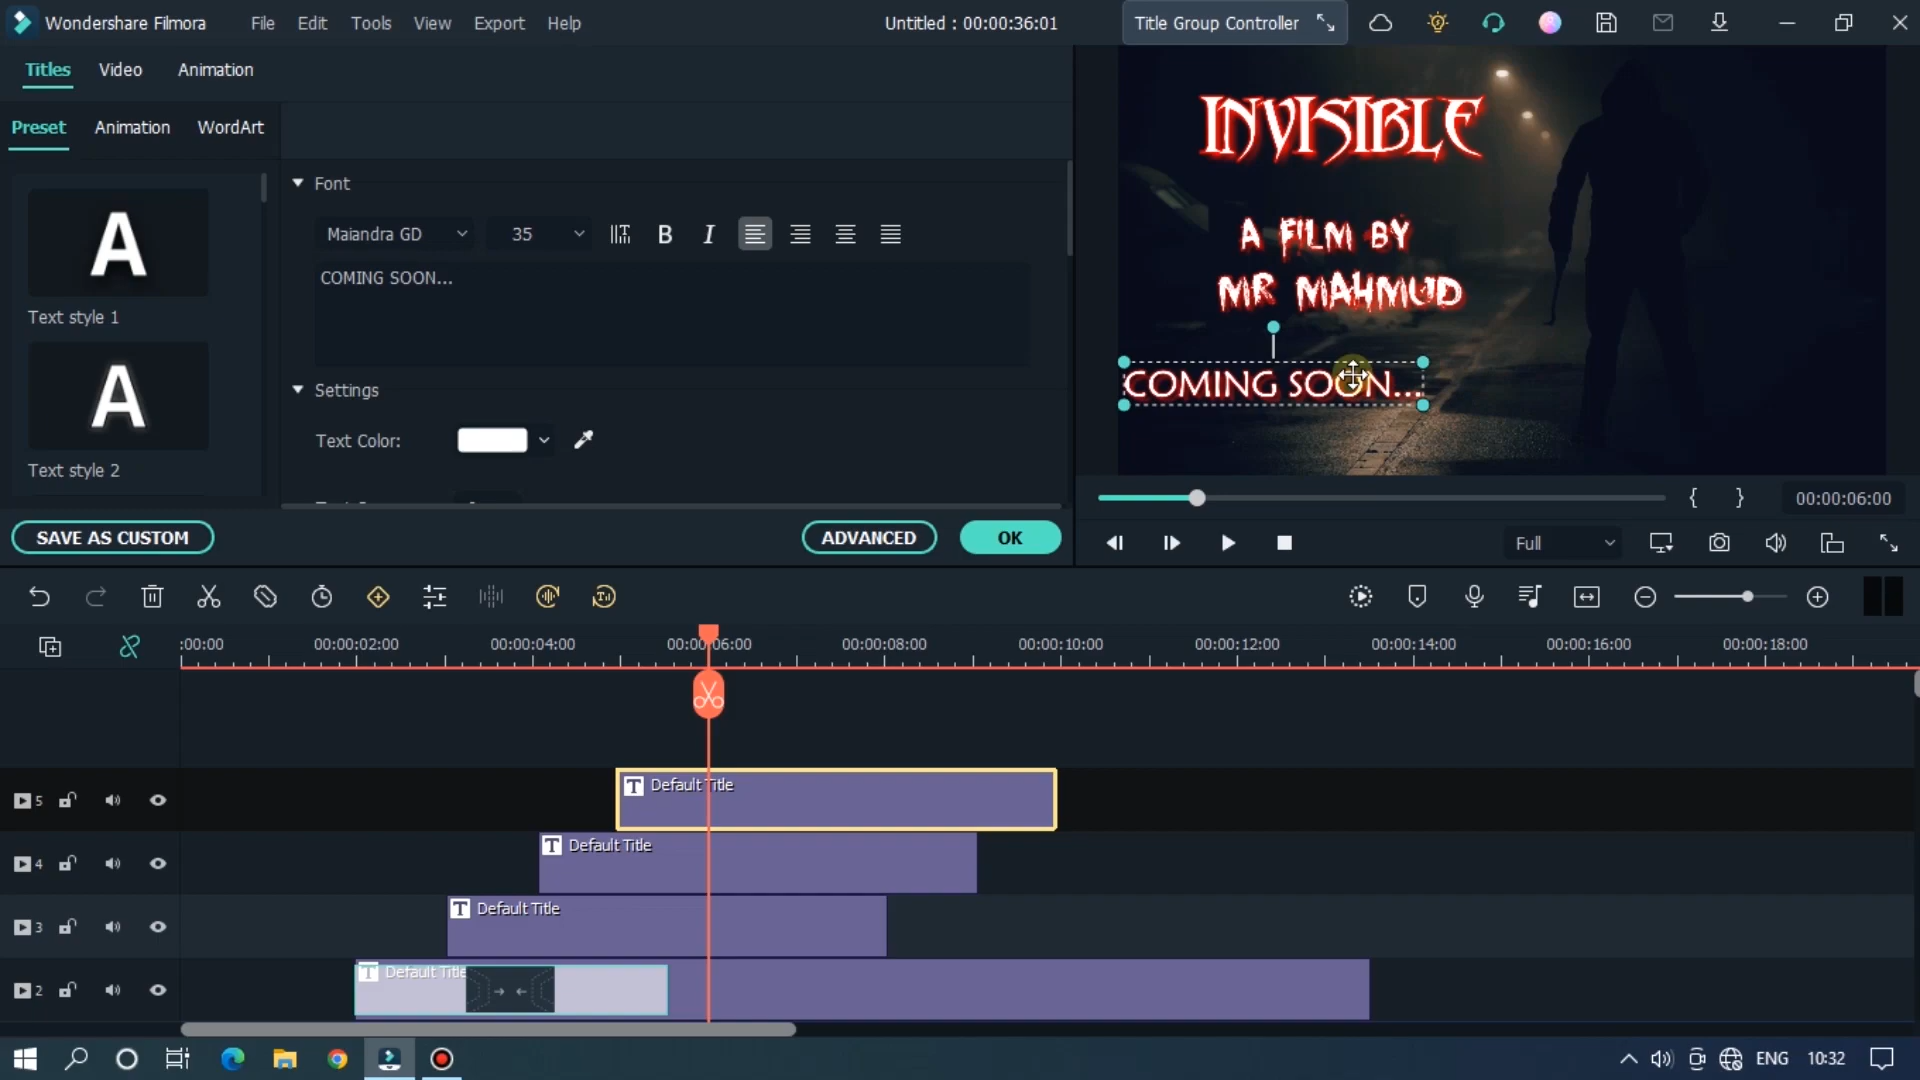 Wondershare Filmora File Edit Tools View Export Help Untitled : 00:00:36:01 Title Group Controller
Titles Video Animation
Preset Animation WordArt
Font
Maiandra GD 35 B I
COMING SOON...
Text style 1
Settings
Text Color:
Text style 2
SAVE AS CUSTOM ADVANCED OK
INVISIBLE
A FILM BY
MR MAHMUD
COMING SOON...
{ } 00:00:06:00
Full
:00:00 00:00:02:00 00:00:04:00 00:00:06:00 00:00:08:00 00:00:10:00 00:00:12:00 00:00:14:00 00:00:16:00 00:00:18:00
5 T Default Title
4 T Default Title
3 T Default Title
2 T Default Title
ENG 10:32